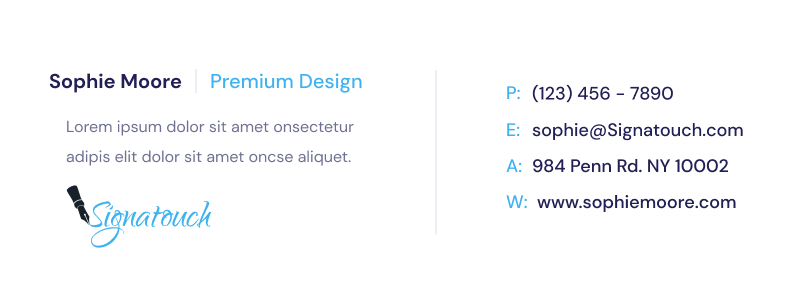 Sophie Moore | Premium Design
Lorem ipsum dolor sit amet onsectetur
adipis elit dolor sit amet oncse aliquet.
Signatouch
P: (123) 456 - 7890
E: sophie@Signatouch.com
A: 984 Penn Rd. NY 10002
W: www.sophiemoore.com